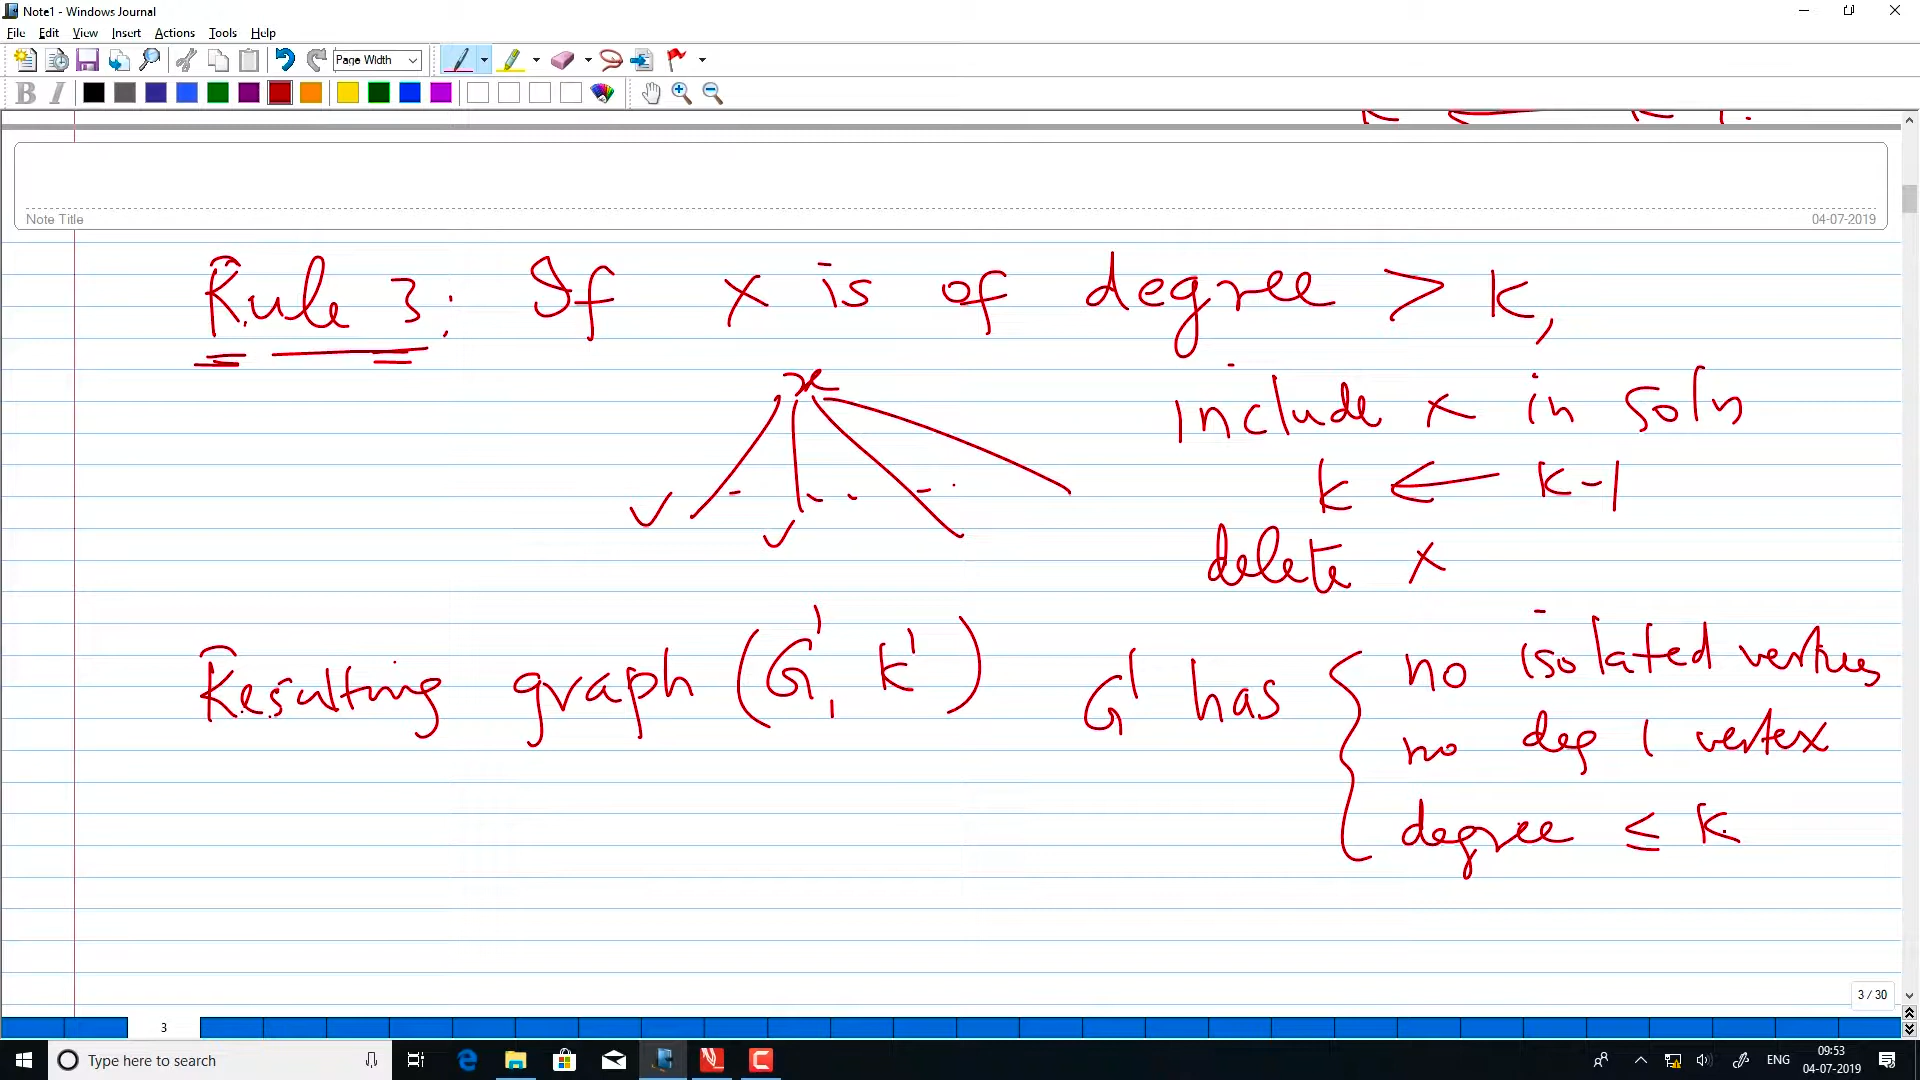 Note1 - Windows Journal
File Edit View Insert Actions Tools Help
Page Width
B I
Note Title
04-07-2019
Rule 3: If x is of degree > k,
x
include x in soln
k ← k-1
delete x
Resulting graph (G', k') G' has
no isolated vertices
no deg 1 vertex
degree ≤ k
3 / 30
3
Type here to search
ENG
09:53
04-07-2019